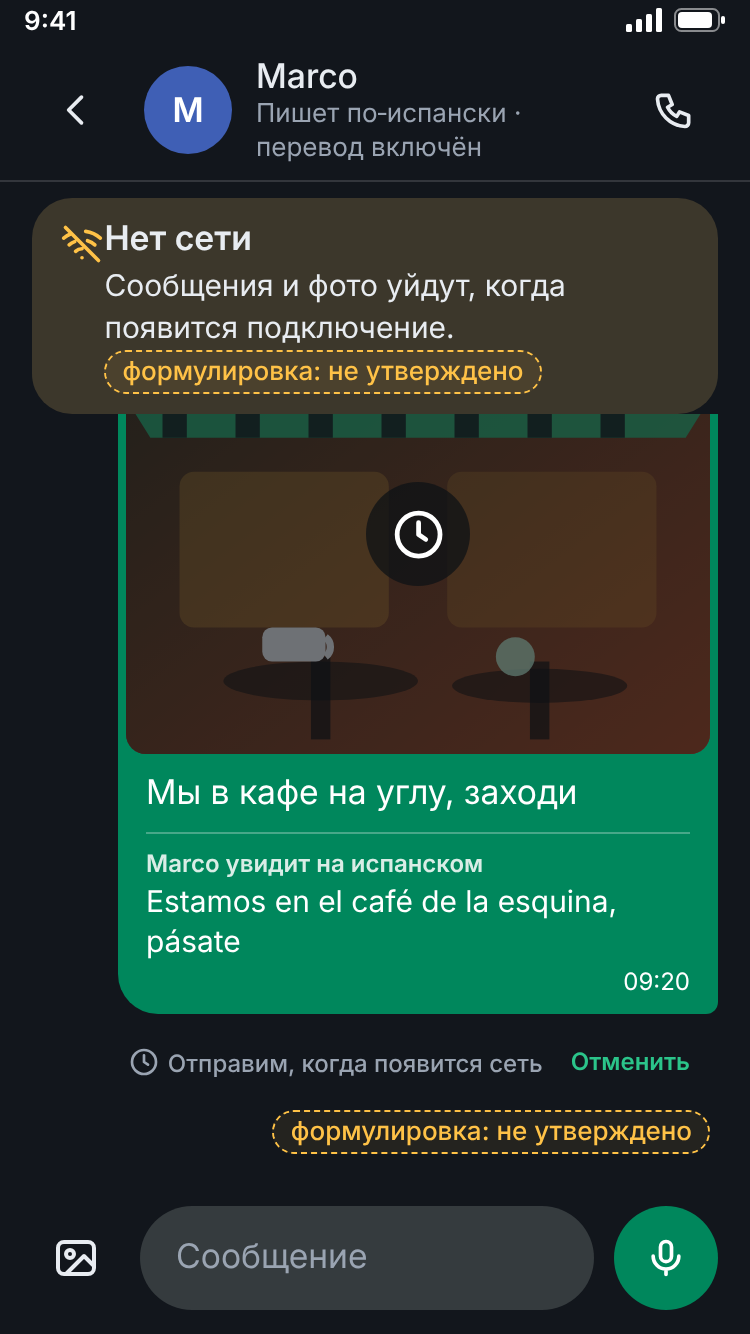 9:41
M
Marco
Пишет по-испански ·
перевод включён
Нет сети
Сообщения и фото уйдут, когда
появится подключение.
формулировка: не утверждено
Мы в кафе на углу, заходи
Marco увидит на испанском
Estamos en el café de la esquina,
pásate
09:20
Отправим, когда появится сеть Отменить
формулировка: не утверждено
Сообщение